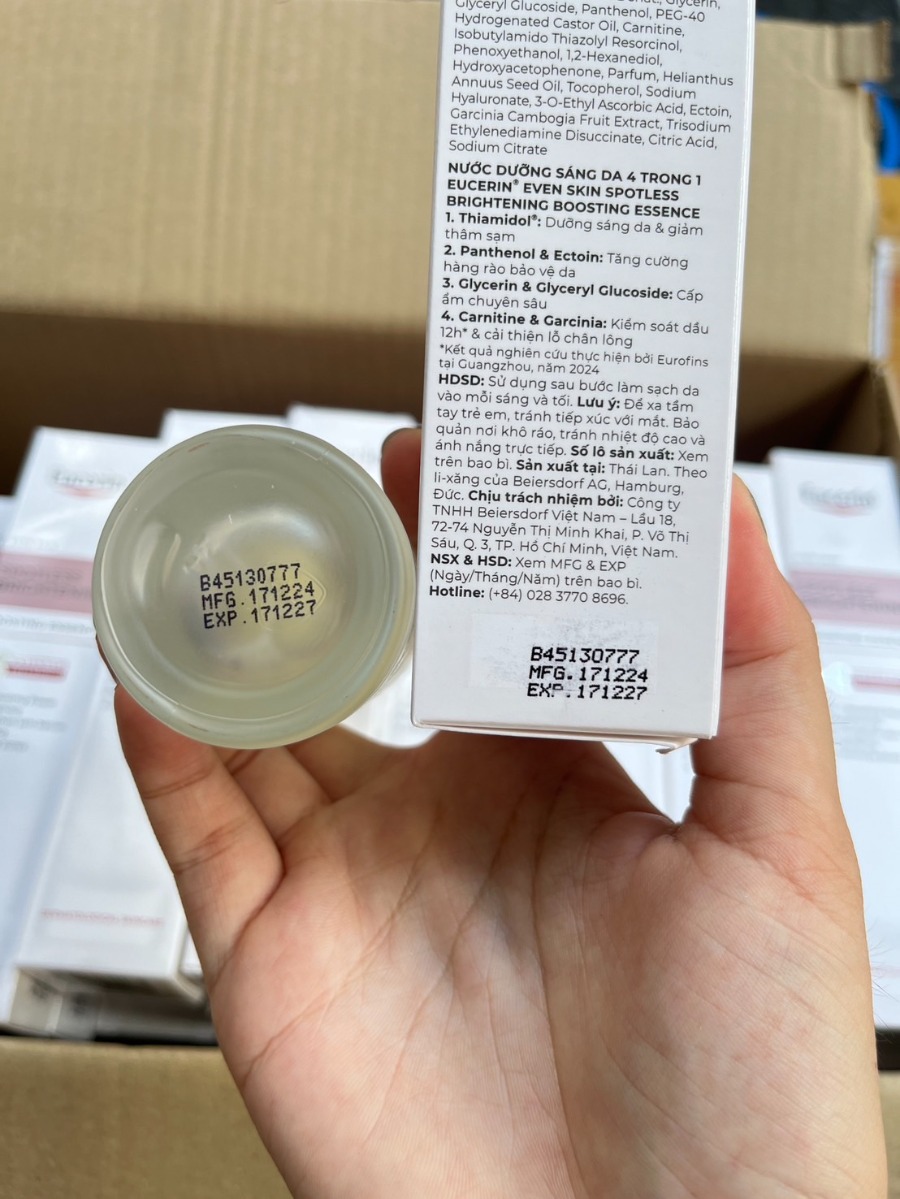 Glyceryl Glucoside, Panthenol, PEG-40
Hydrogenated Castor Oil, Carnitine,
Isobutylamido Thiazolyl Resorcinol,
Phenoxyethanol, 1,2-Hexanediol,
Hydroxyacetophenone, Parfum, Helianthus
Annuus Seed Oil, Tocopherol, Sodium
Hyaluronate, 3-O-Ethyl Ascorbic Acid, Ectoin,
Garcinia Cambogia Fruit Extract, Trisodium
Ethylenediamine Disuccinate, Citric Acid,
Sodium Citrate
NƯỚC DƯỠNG SÁNG DA 4 TRONG 1
EUCERIN® EVEN SKIN SPOTLESS
BRIGHTENING BOOSTING ESSENCE
1. Thiamidol®: Dưỡng sáng da & giảm
thâm sạm
2. Panthenol & Ectoin: Tăng cường
hàng rào bảo vệ da
3. Glycerin & Glyceryl Glucoside: Cấp
ẩm chuyên sâu
4. Carnitine & Garcinia: Kiểm soát dầu
12h* & cải thiện lỗ chân lông
*Kết quả nghiên cứu thực hiện bởi Eurofins
tại Guangzhou, năm 2024
HDSD: Sử dụng sau bước làm sạch da
vào mỗi sáng và tối. Lưu ý: Để xa tầm
tay trẻ em, tránh tiếp xúc với mắt. Bảo
quản nơi khô ráo, tránh nhiệt độ cao và
ánh nắng trực tiếp. Số lô sản xuất: Xem
trên bao bì. Sản xuất tại: Thái Lan. Theo
li-xăng của Beiersdorf AG, Hamburg,
Đức. Chịu trách nhiệm bởi: Công ty
TNHH Beiersdorf Việt Nam – Lầu 18,
72-74 Nguyễn Thị Minh Khai, P. Võ Thị
Sáu, Q. 3, TP. Hồ Chí Minh, Việt Nam.
NSX & HSD: Xem MFG & EXP
(Ngày/Tháng/Năm) trên bao bì.
Hotline: (+84) 028 3770 8696.
B45130777
MFG.171224
EXP.171227
B45130777
MFG.171224
EXP.171227